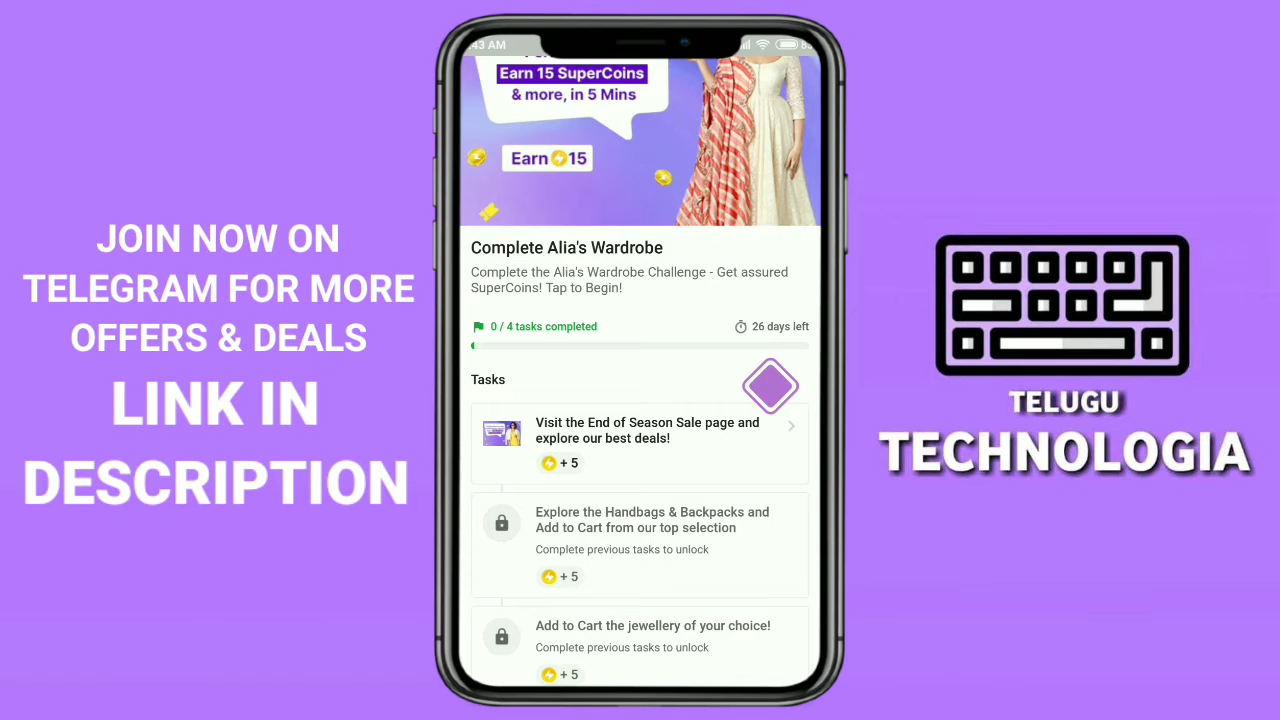 JOIN NOW ON
TELEGRAM FOR MORE
OFFERS & DEALS
LINK IN
DESCRIPTION
:43 AM
Earn 15 SuperCoins
& more, in 5 Mins
Earn 15
Complete Alia's Wardrobe
Complete the Alia's Wardrobe Challenge - Get assured
SuperCoins! Tap to Begin!
0 / 4 tasks completed
26 days left
Tasks
Visit the End of Season Sale page and
explore our best deals!
+ 5
Explore the Handbags & Backpacks and
Add to Cart from our top selection
Complete previous tasks to unlock
+ 5
Add to Cart the jewellery of your choice!
Complete previous tasks to unlock
+ 5
TELUGU
TECHNOLOGIA